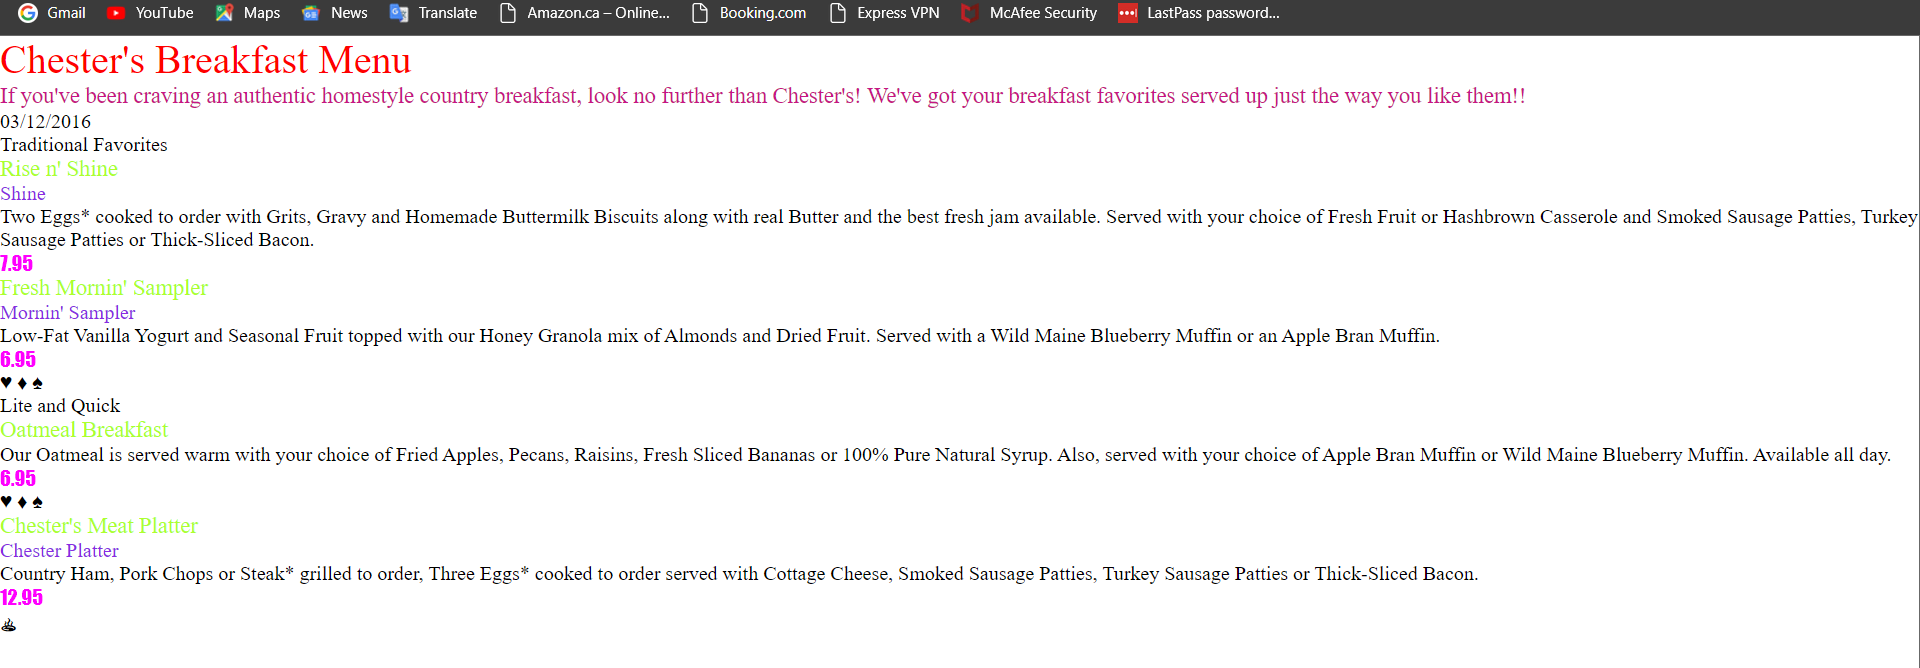 Gmail YouTube Maps News Translate Amazon.ca – Online... Booking.com Express VPN McAfee Security LastPass password...
Chester's Breakfast Menu
If you've been craving an authentic homestyle country breakfast, look no further than Chester's! We've got your breakfast favorites served up just the way you like them!!
03/12/2016
Traditional Favorites
Rise n' Shine
Shine
Two Eggs* cooked to order with Grits, Gravy and Homemade Buttermilk Biscuits along with real Butter and the best fresh jam available. Served with your choice of Fresh Fruit or Hashbrown Casserole and Smoked Sausage Patties, Turkey
Sausage Patties or Thick-Sliced Bacon.
7.95
Fresh Mornin' Sampler
Mornin' Sampler
Low-Fat Vanilla Yogurt and Seasonal Fruit topped with our Honey Granola mix of Almonds and Dried Fruit. Served with a Wild Maine Blueberry Muffin or an Apple Bran Muffin.
6.95
♥ ♦ ♠
Lite and Quick
Oatmeal Breakfast
Our Oatmeal is served warm with your choice of Fried Apples, Pecans, Raisins, Fresh Sliced Bananas or 100% Pure Natural Syrup. Also, served with your choice of Apple Bran Muffin or Wild Maine Blueberry Muffin. Available all day.
6.95
♥ ♦ ♠
Chester's Meat Platter
Chester Platter
Country Ham, Pork Chops or Steak* grilled to order, Three Eggs* cooked to order served with Cottage Cheese, Smoked Sausage Patties, Turkey Sausage Patties or Thick-Sliced Bacon.
12.95